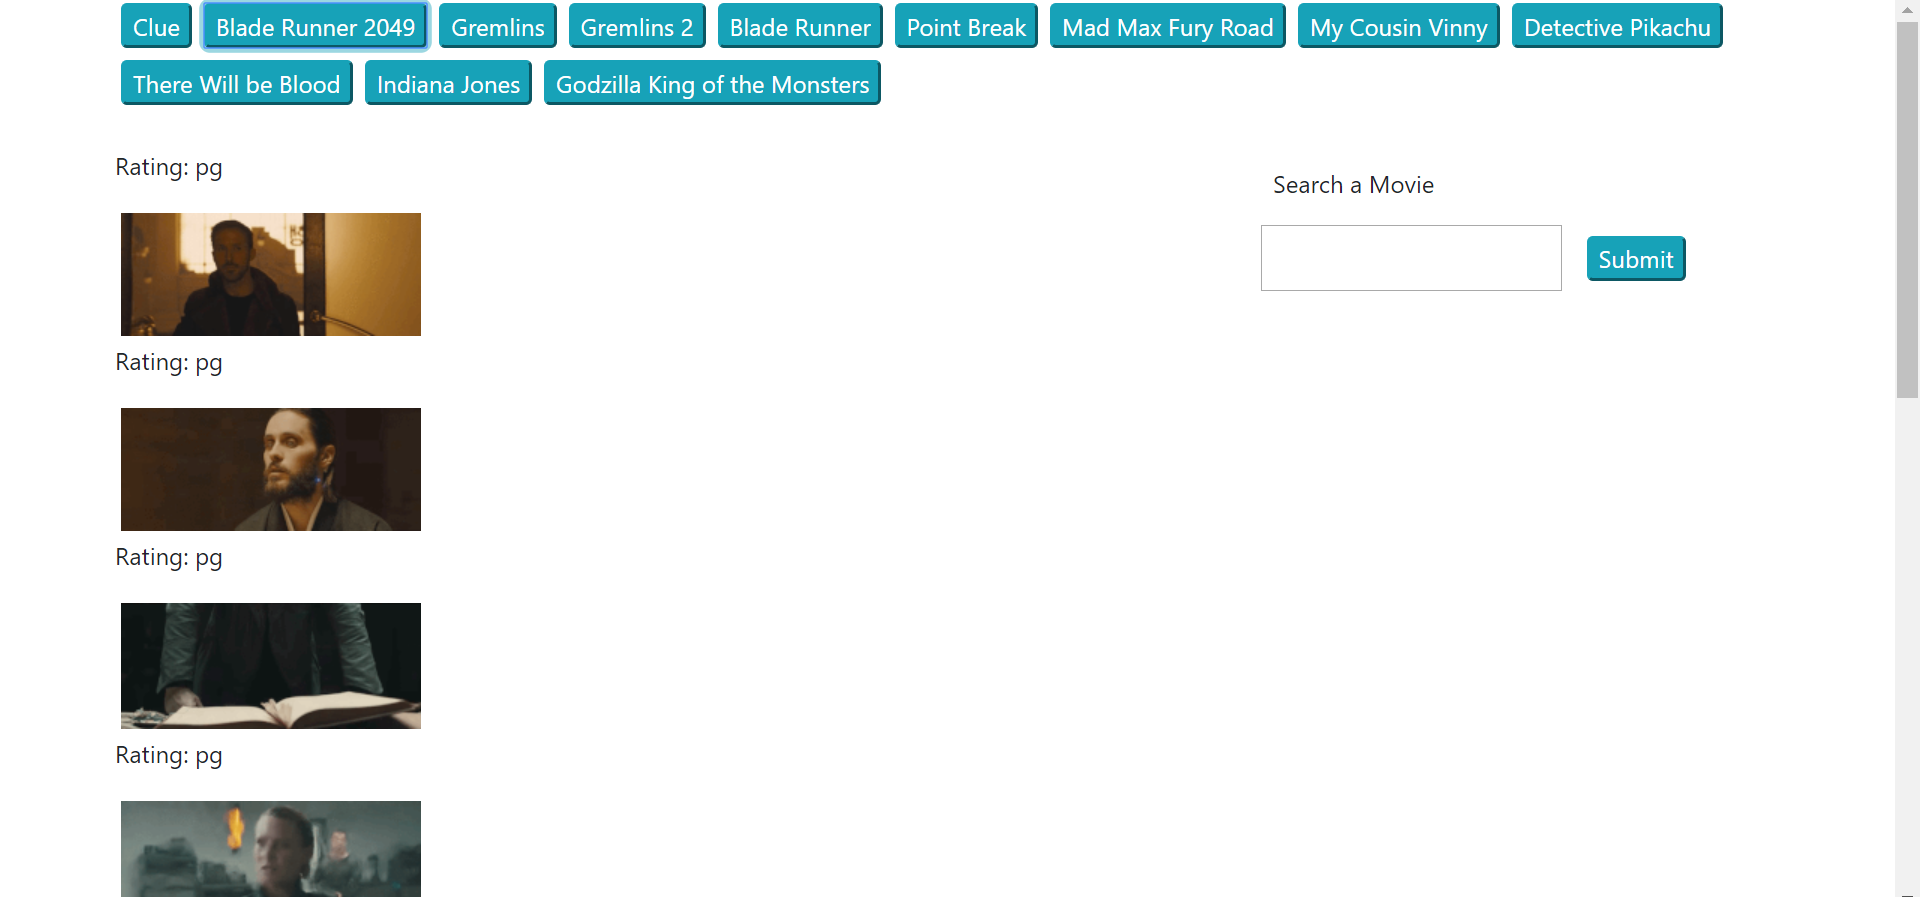 Clue Blade Runner 2049 Gremlins Gremlins 2 Blade Runner Point Break Mad Max Fury Road My Cousin Vinny Detective Pikachu
There Will be Blood Indiana Jones Godzilla King of the Monsters
Rating: pg
Search a Movie
Submit
Rating: pg
Rating: pg
Rating: pg